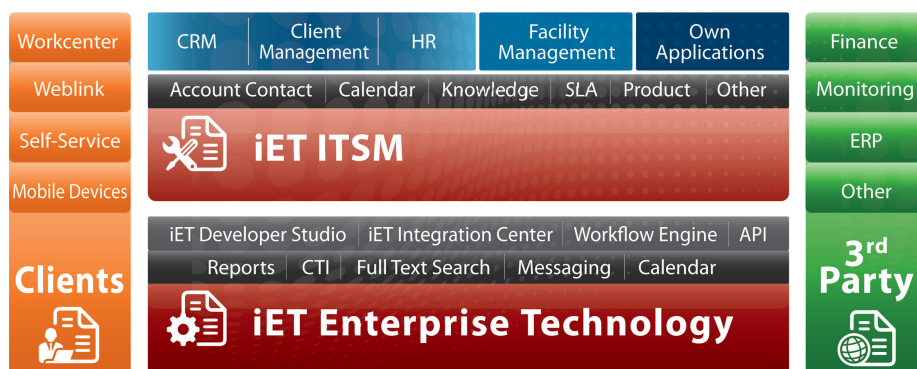 Workcenter
Weblink
Self-Service
Mobile Devices
Clients
CRM
Client
Management
HR
Facility
Management
Own
Applications
Account Contact Calendar Knowledge SLA Product Other
iET ITSM
iET Developer Studio iET Integration Center Workflow Engine API
Reports CTI Full Text Search Messaging Calendar
iET Enterprise Technology
Finance
Monitoring
ERP
Other
3rd
Party